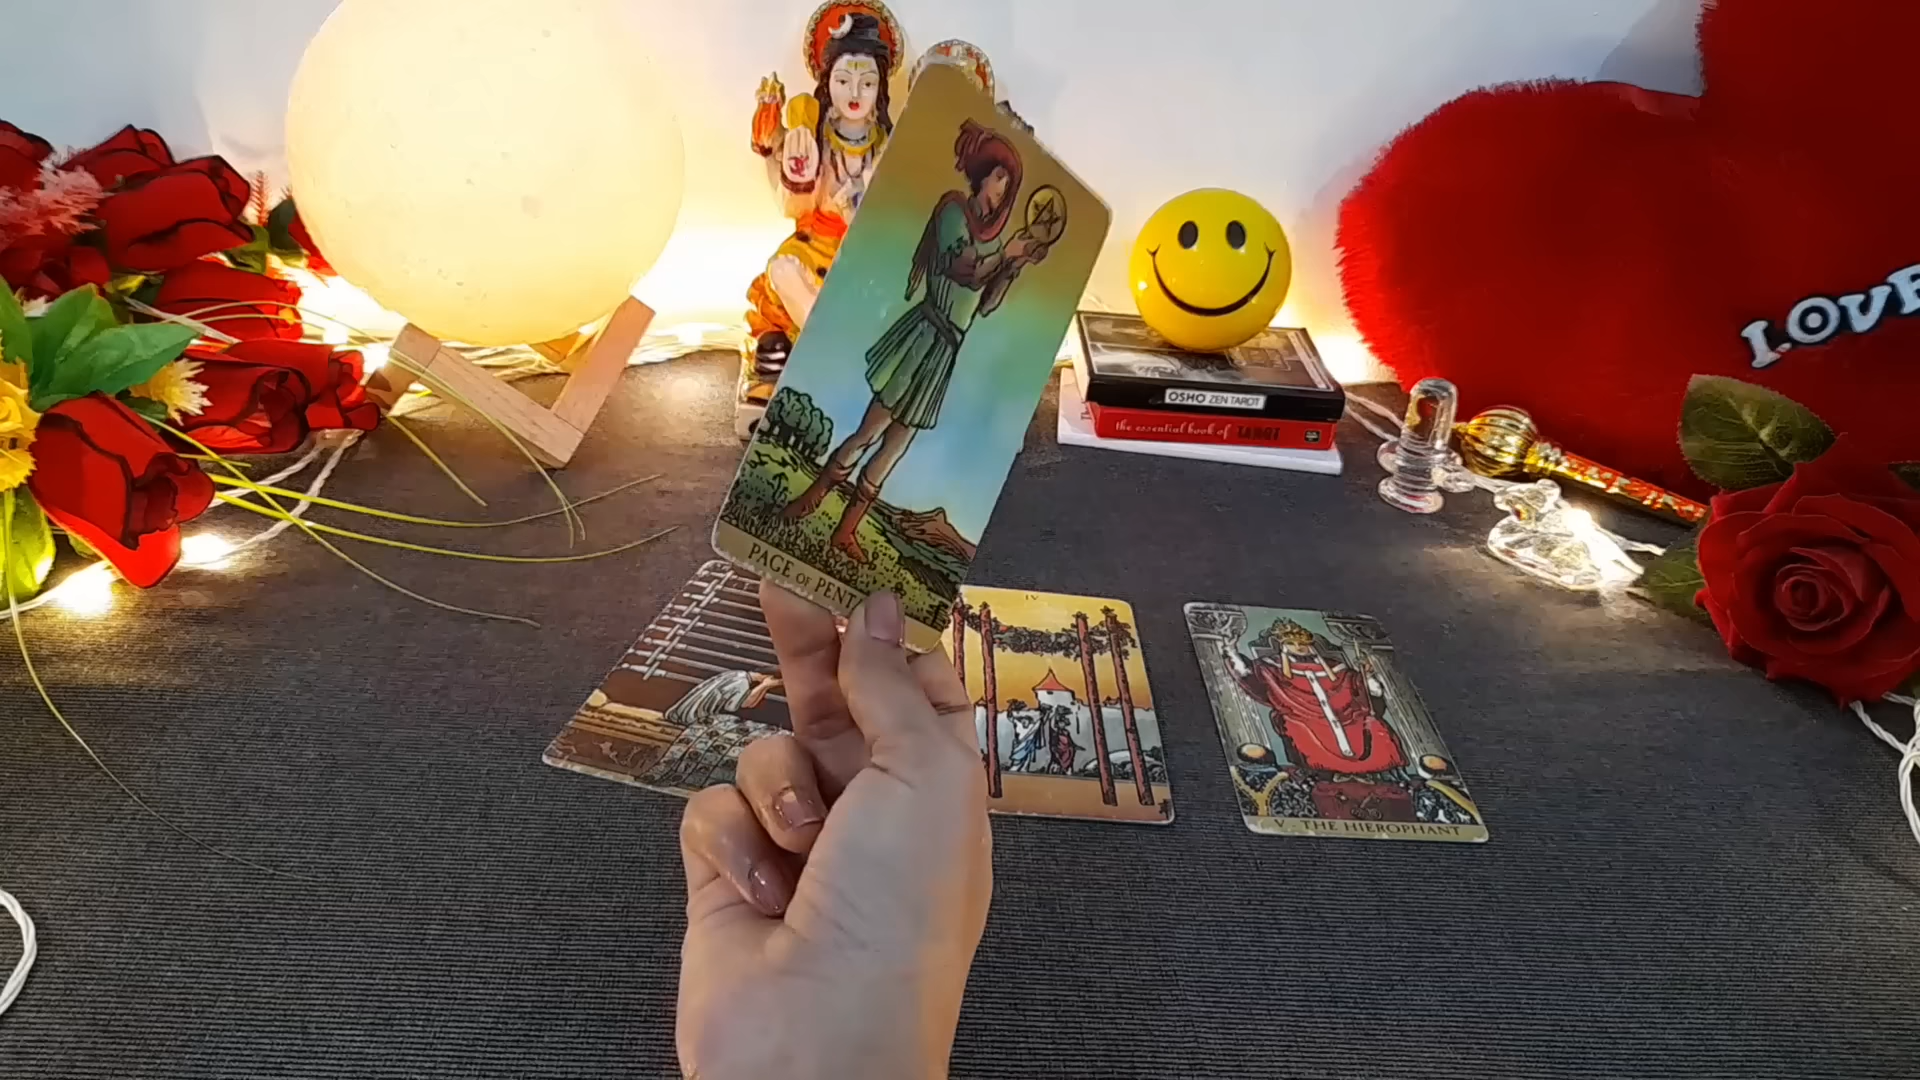 LOVE
OSHO ZEN TAROT
the essential book of TAROT
PAGE OF PENT
IV
V THE HIEROPHANT